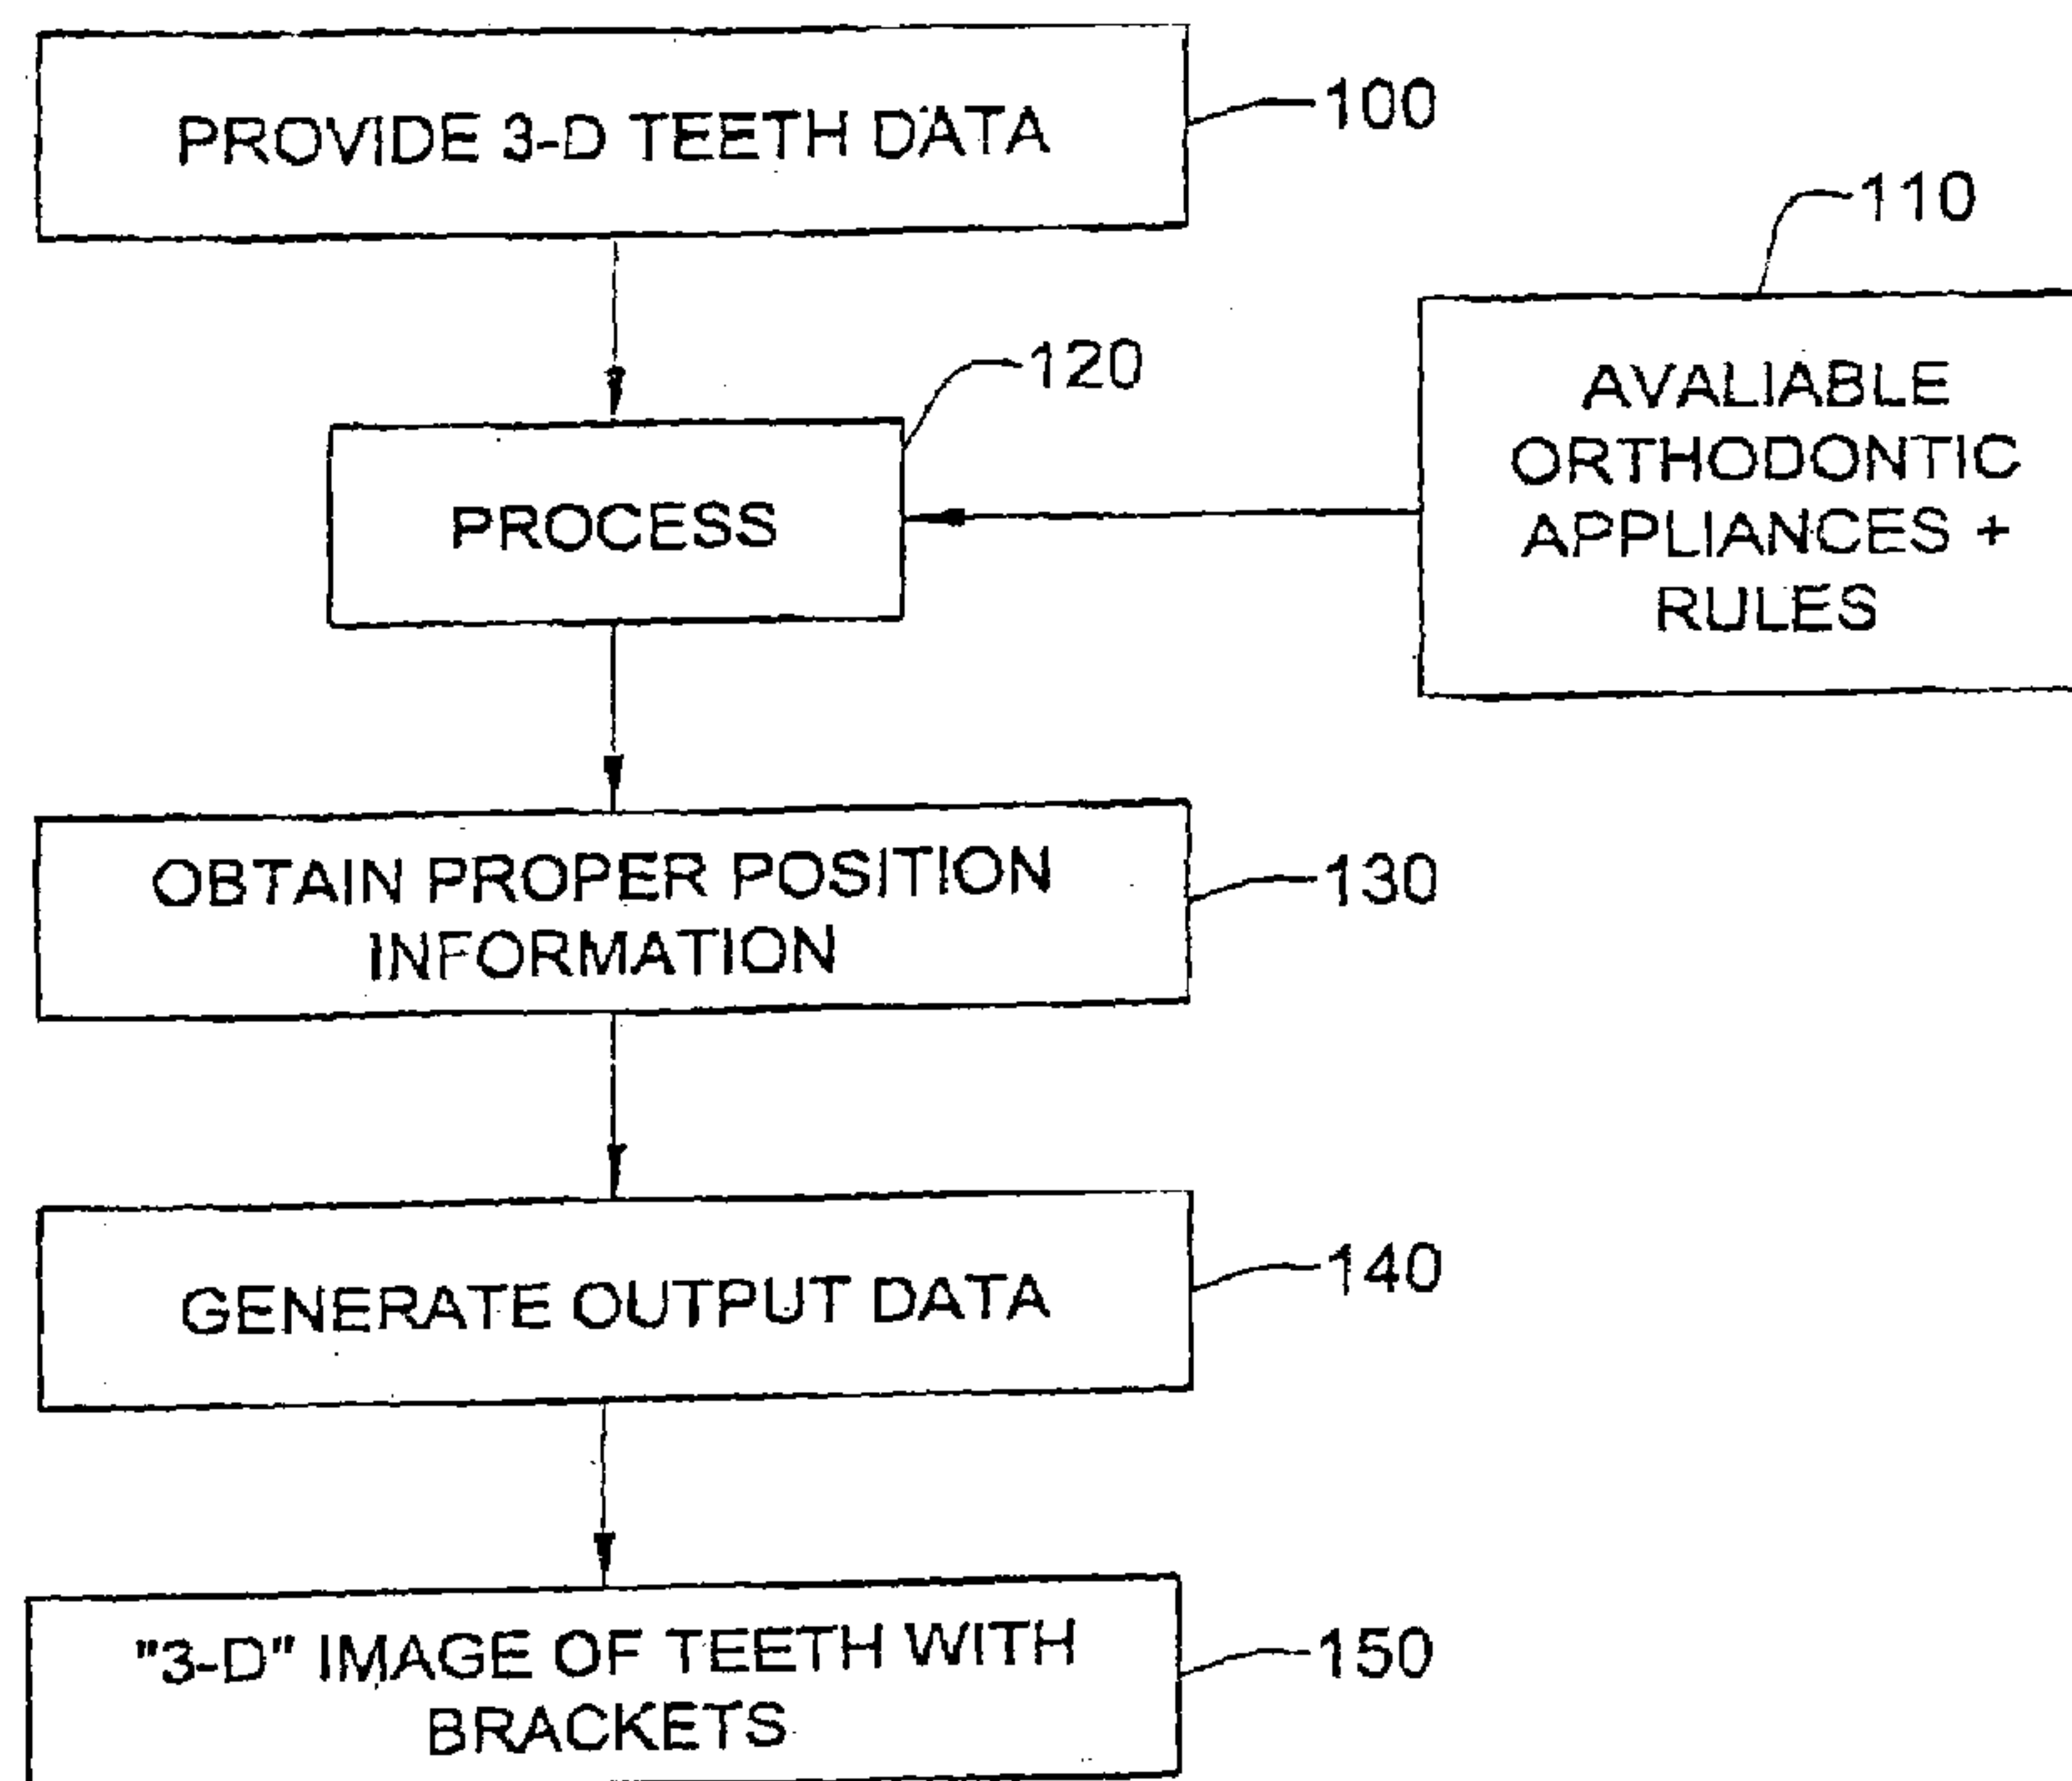 PROVIDE 3-D TEETH DATA
100
110
120
AVALIABLE
ORTHODONTIC
APPLIANCES +
RULES
PROCESS
OBTAIN PROPER POSITION
INFORMATION
130
GENERATE OUTPUT DATA
140
"3-D" IMAGE OF TEETH WITH
BRACKETS
150